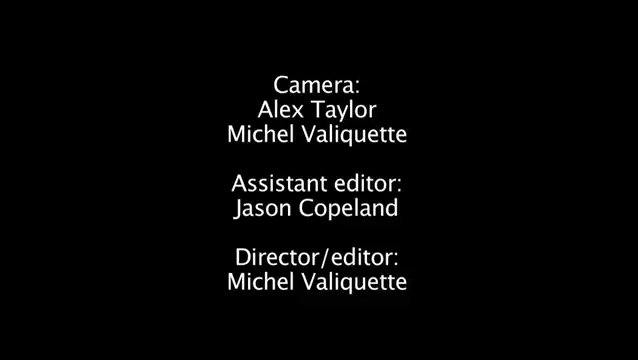 Camera:
Alex Taylor
Michel Valiquette
Assistant editor:
Jason Copeland
Director/editor:
Michel Valiquette